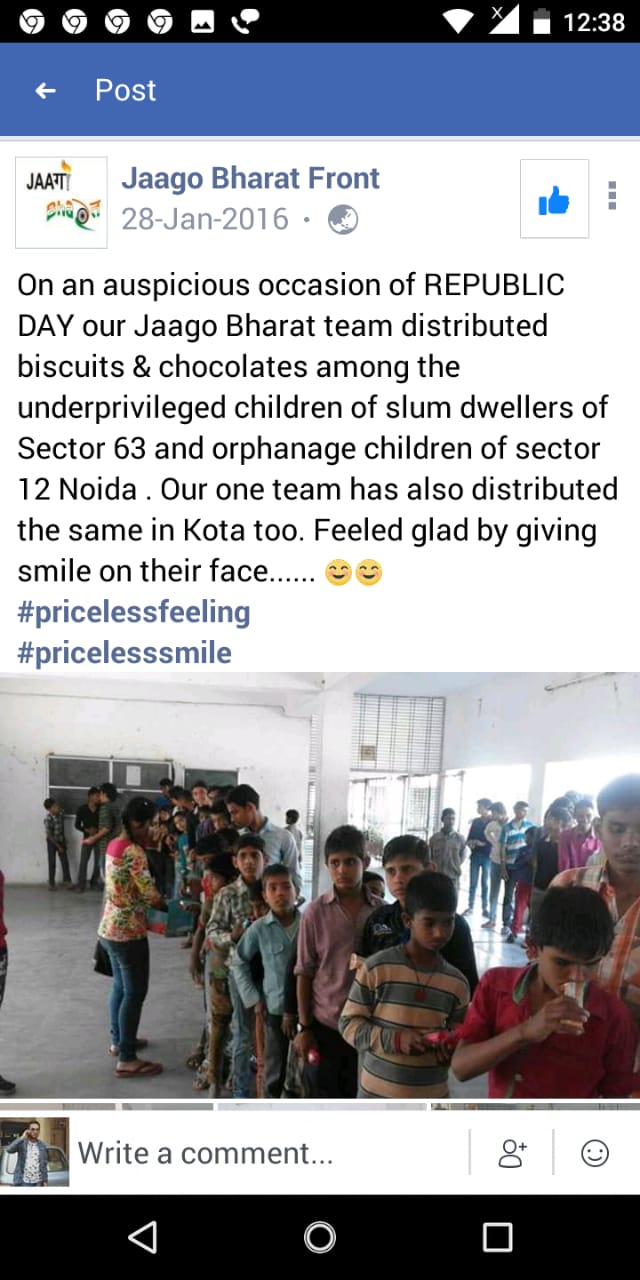 12:38
Post
JAAGO
Bharat
Jaago Bharat Front
28-Jan-2016 ·
On an auspicious occasion of REPUBLIC
DAY our Jaago Bharat team distributed
biscuits & chocolates among the
underprivileged children of slum dwellers of
Sector 63 and orphanage children of sector
12 Noida . Our one team has also distributed
the same in Kota too. Feeled glad by giving
smile on their face...... 😊😊
#pricelessfeeling
#pricelesssmile
Write a comment...